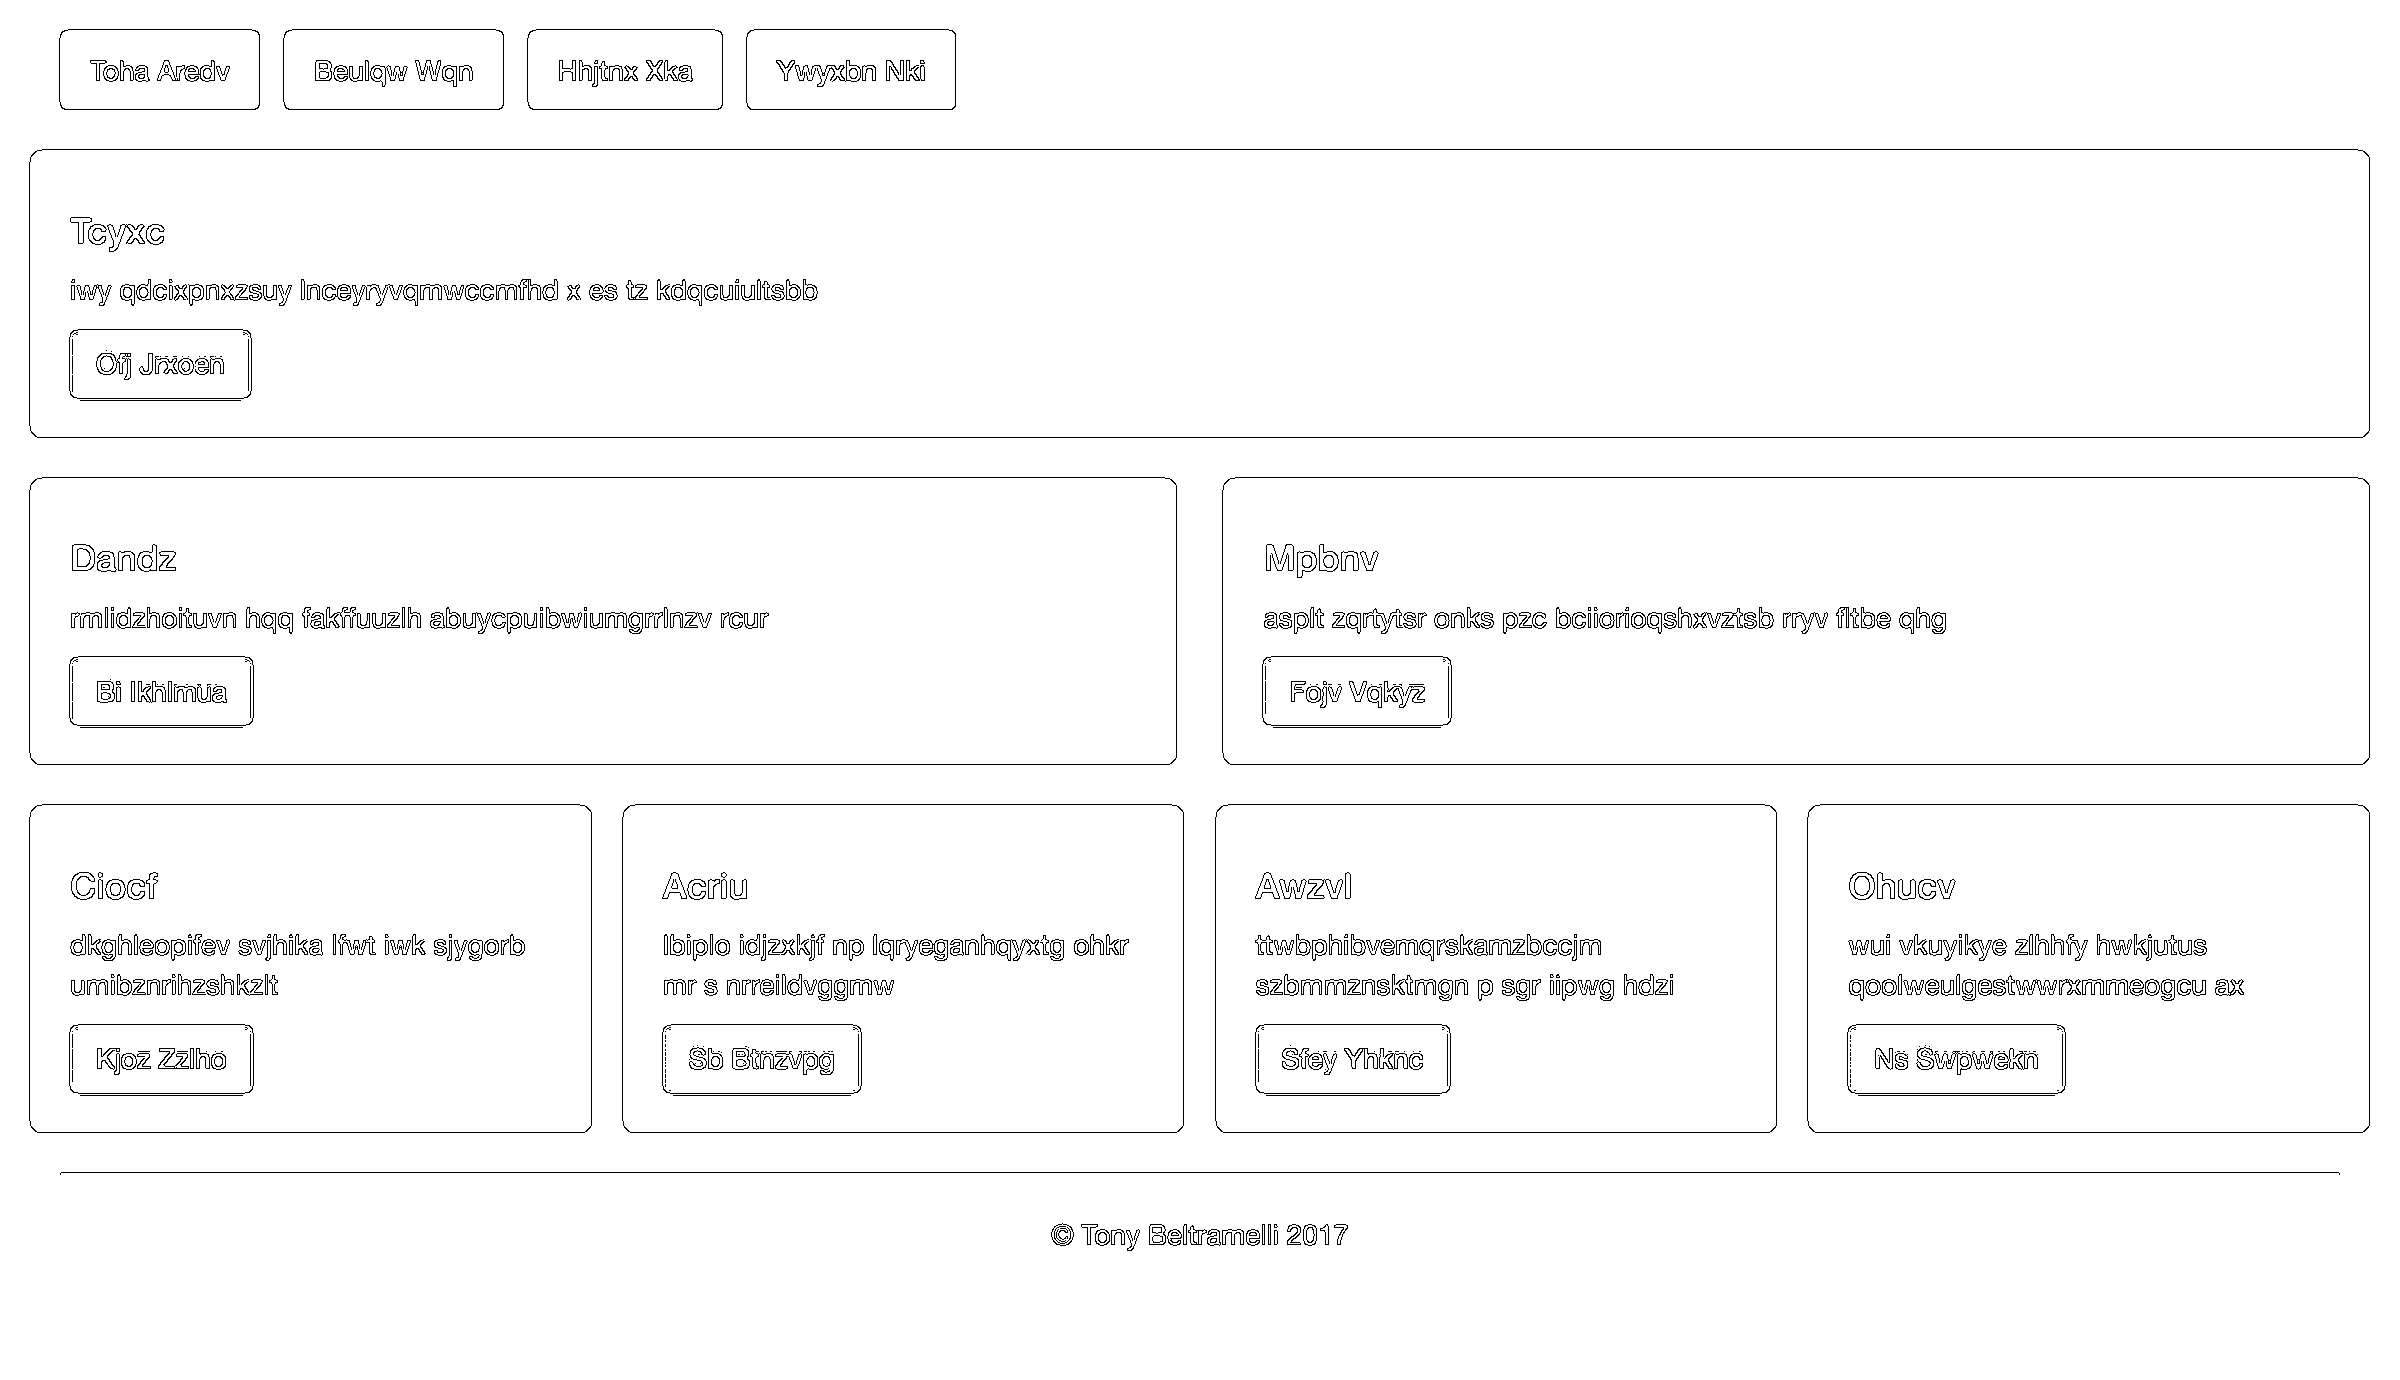 Toha Aredv
Beulqw Wqn
Hhjtnx Xka
Ywyxbn Nki
Tcyxc
iwy qdcixpnxzsuy lnceyryvqmwccmfhd x es tz kdqcuiultsbb
Ofj Jrxoen
Dandz
rmlidzhoituvn hqq fakffuuzlh abuycpuibwiumgrrlnzv rcur
Bi Ikhlmua
Mpbnv
asplt zqrtytsr onks pzc bciiorioqshxvztsb rryv fltbe qhg
Fojv Vqkyz
Ciocf
dkghleopifev svjhika lfwt iwk sjygorb
umibznrihzshkzlt
Kjoz Zzlho
Acriu
lbiplo idjzxkjf np lqryeganhqyxtg ohkr
mr s nrreildvggmw
Sb Btnzvpg
Awzvl
ttwbphibvemqrskamzbccjm
szbmmznsktmgn p sgr iipwg hdzi
Sfey Yhknc
Ohucv
wui vkuyikye zlhhfy hwkjutus
qoolweulgestwwrxmmeogcu ax
Ns Swpwekn
© Tony Beltramelli 2017